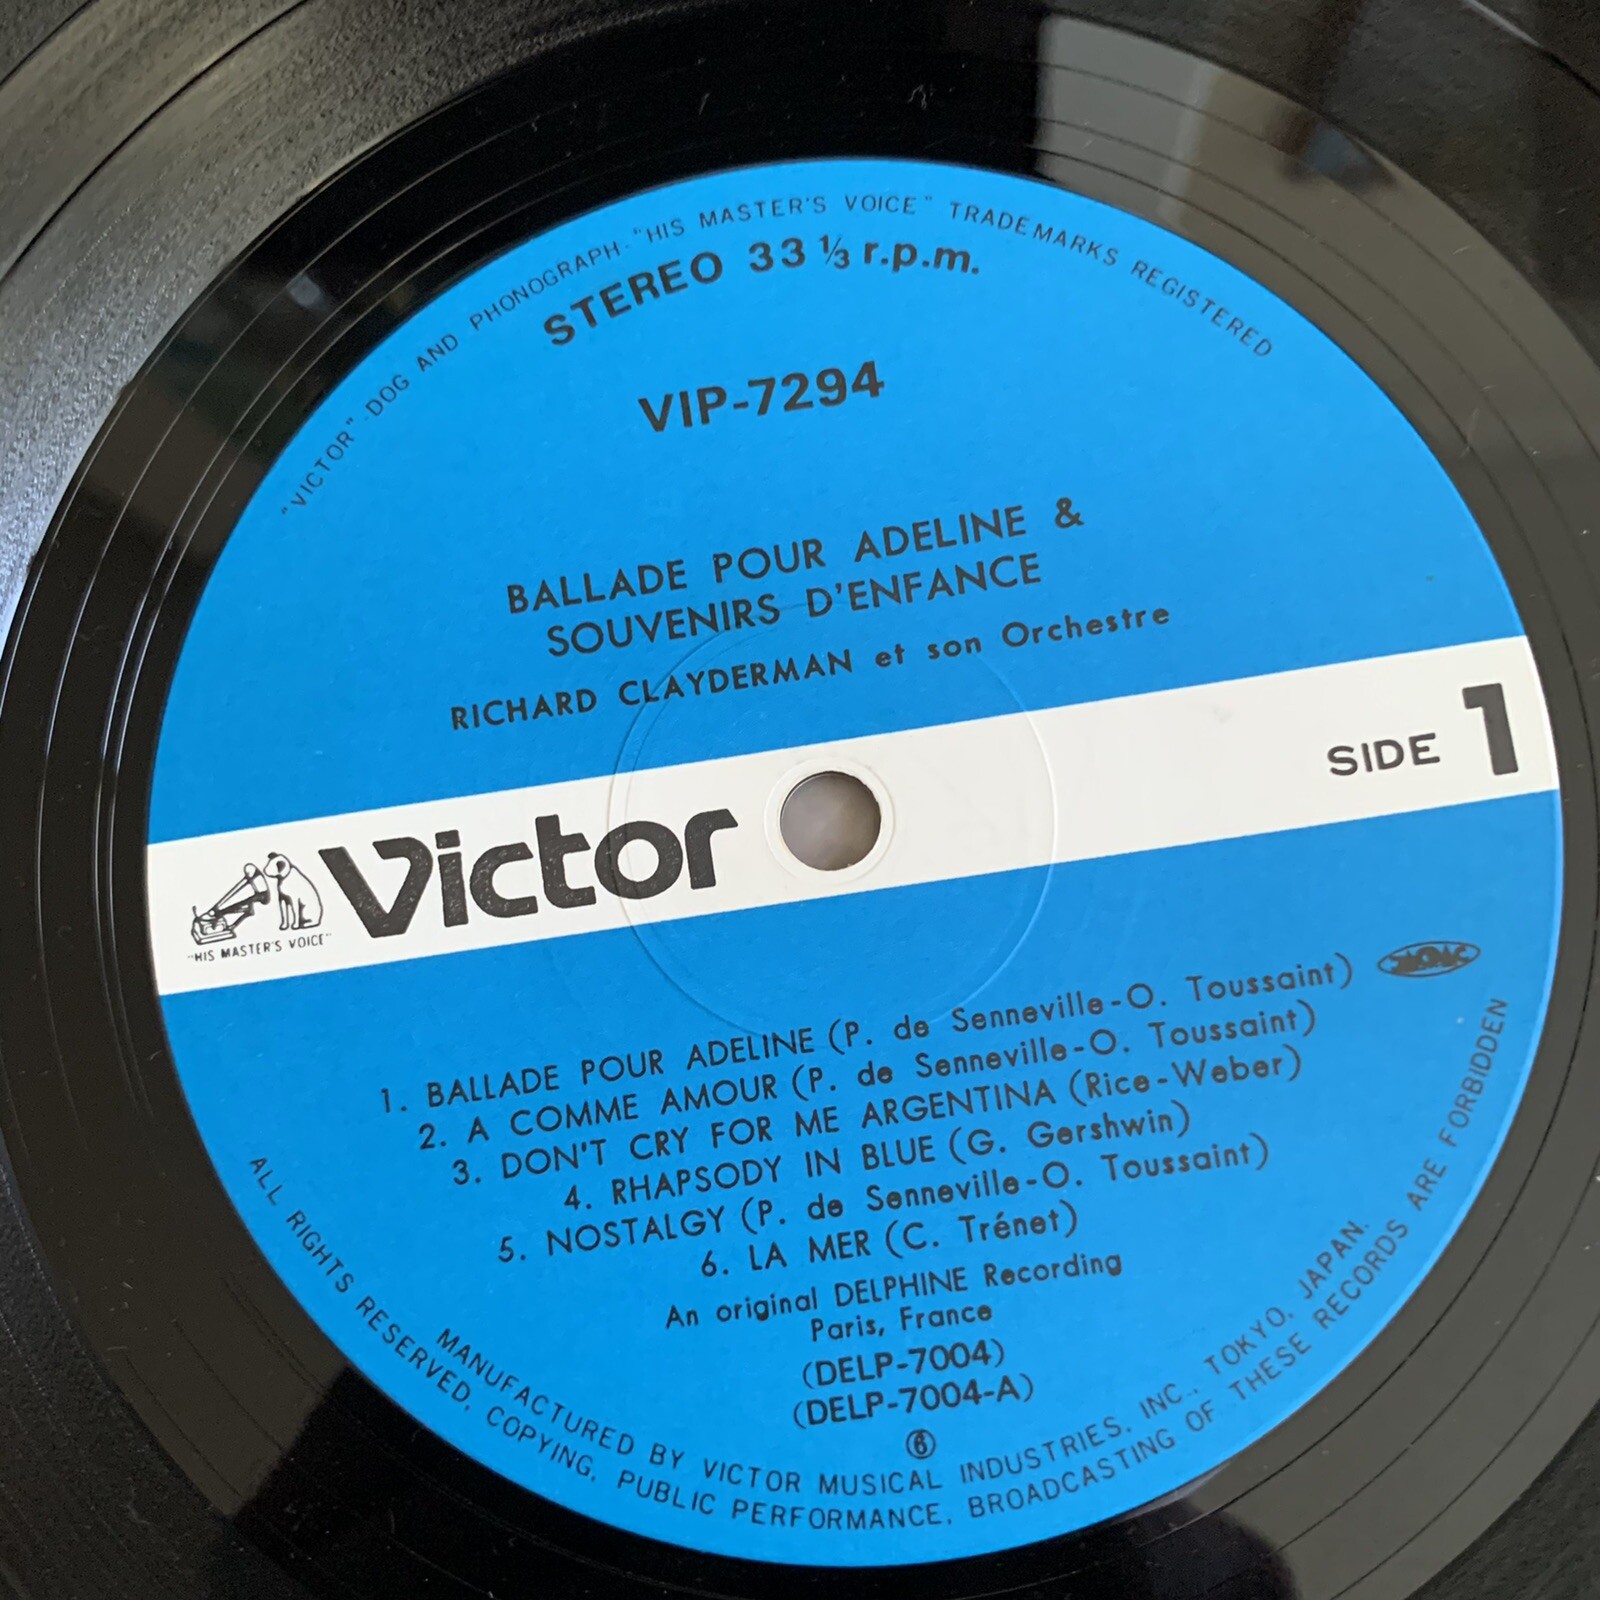 "VICTOR"-DOG AND PHONOGRAPH-"HIS MASTER'S VOICE" TRADEMARKS REGISTERED
STEREO 33 ⅓ r.p.m.
VIP-7294
BALLADE POUR ADELINE &
SOUVENIRS D'ENFANCE
RICHARD CLAYDERMAN et son Orchestre
SIDE 1
Victor
"HIS MASTER'S VOICE"
1. BALLADE POUR ADELINE (P. de Senneville-O. Toussaint)
2. A COMME AMOUR (P. de Senneville-O. Toussaint)
3. DON'T CRY FOR ME ARGENTINA (Rice-Weber)
4. RHAPSODY IN BLUE (G. Gershwin)
5. NOSTALGY (P. de Senneville-O. Toussaint)
6. LA MER (C. Trénet)
An original DELPHINE Recording
Paris, France
(DELP-7004)
(DELP-7004-A)
⑥
MANUFACTURED BY VICTOR MUSICAL INDUSTRIES, INC., TOKYO, JAPAN.
ALL RIGHTS RESERVED, COPYING, PUBLIC PERFORMANCE, BROADCASTING OF THESE RECORDS ARE FORBIDDEN